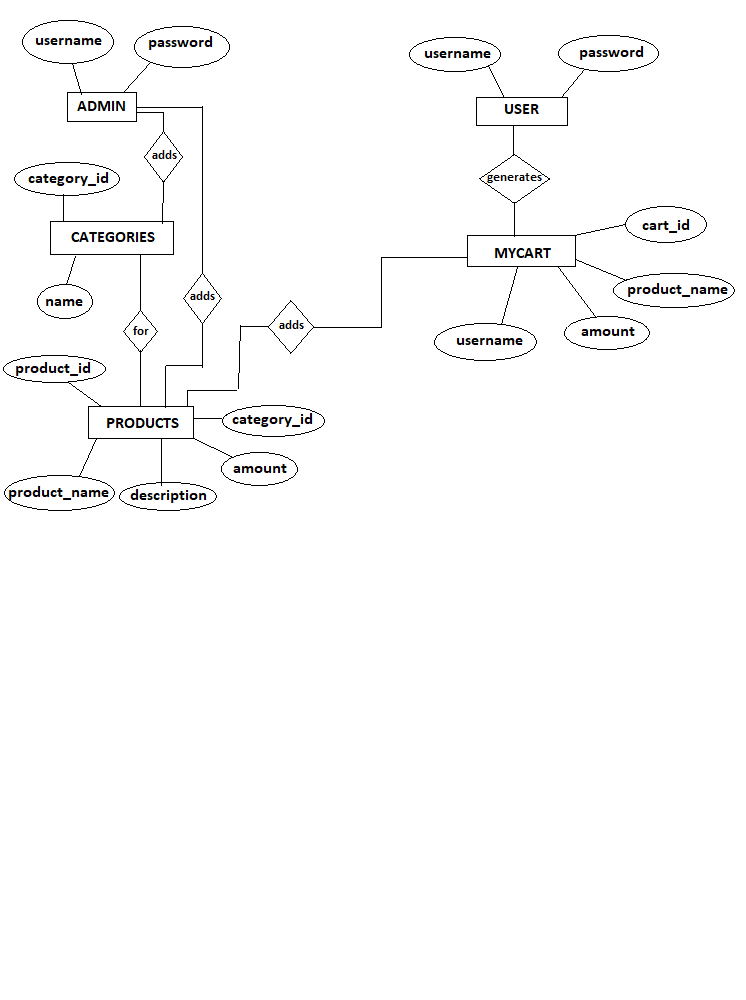 username
password
ADMIN
adds
category_id
CATEGORIES
name
adds
for
product_id
PRODUCTS
category_id
amount
product_name
description
adds
username
password
USER
generates
MYCART
cart_id
product_name
amount
username